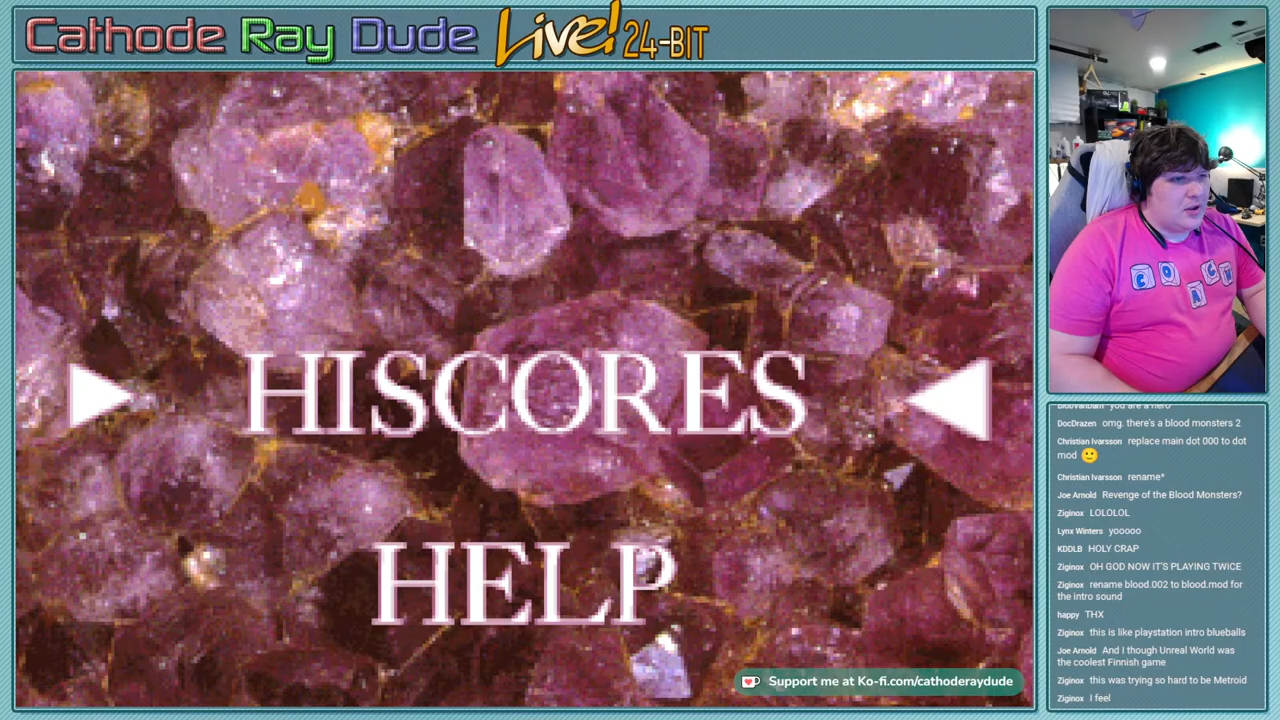 Cathode Ray Dude Live! 24-BIT
HISCORES
HELP
Support me at Ko-fi.com/cathoderaydude
BloodVanBam you are a hero
DocDrazen omg. there's a blood monsters 2
Christian Ivarsson replace main dot 000 to dot
mod 🙂
Christian Ivarsson rename*
Joe Arnold Revenge of the Blood Monsters?
Ziginox LOLOLOL
Lynx Winters yooooo
KDDLB HOLY CRAP
Ziginox OH GOD NOW IT'S PLAYING TWICE
Ziginox rename blood.002 to blood.mod for
the intro sound
happy THX
Ziginox this is like playstation intro blueballs
Joe Arnold And I though Unreal World was
the coolest Finnish game
Ziginox this was trying so hard to be Metroid
Ziginox I feel